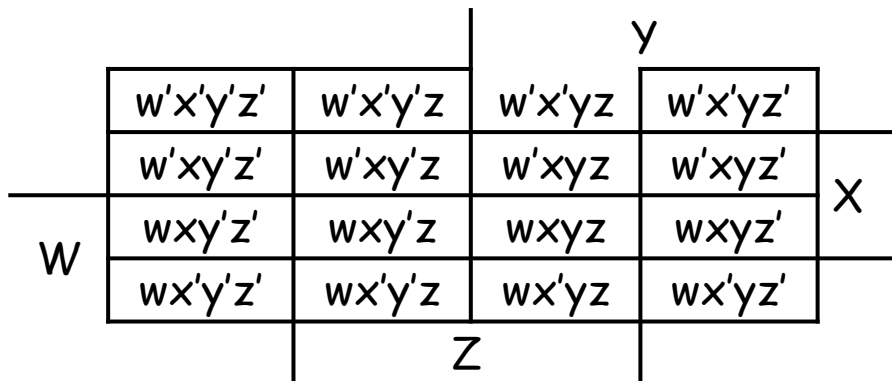 y
w'x'y'z' w'x'y'z w'x'yz w'x'yz'
w'xy'z' w'xy'z w'xyz w'xyz'
X
wxy'z' wxy'z wxyz wxyz'
W
wx'y'z' wx'y'z wx'yz wx'yz'
Z